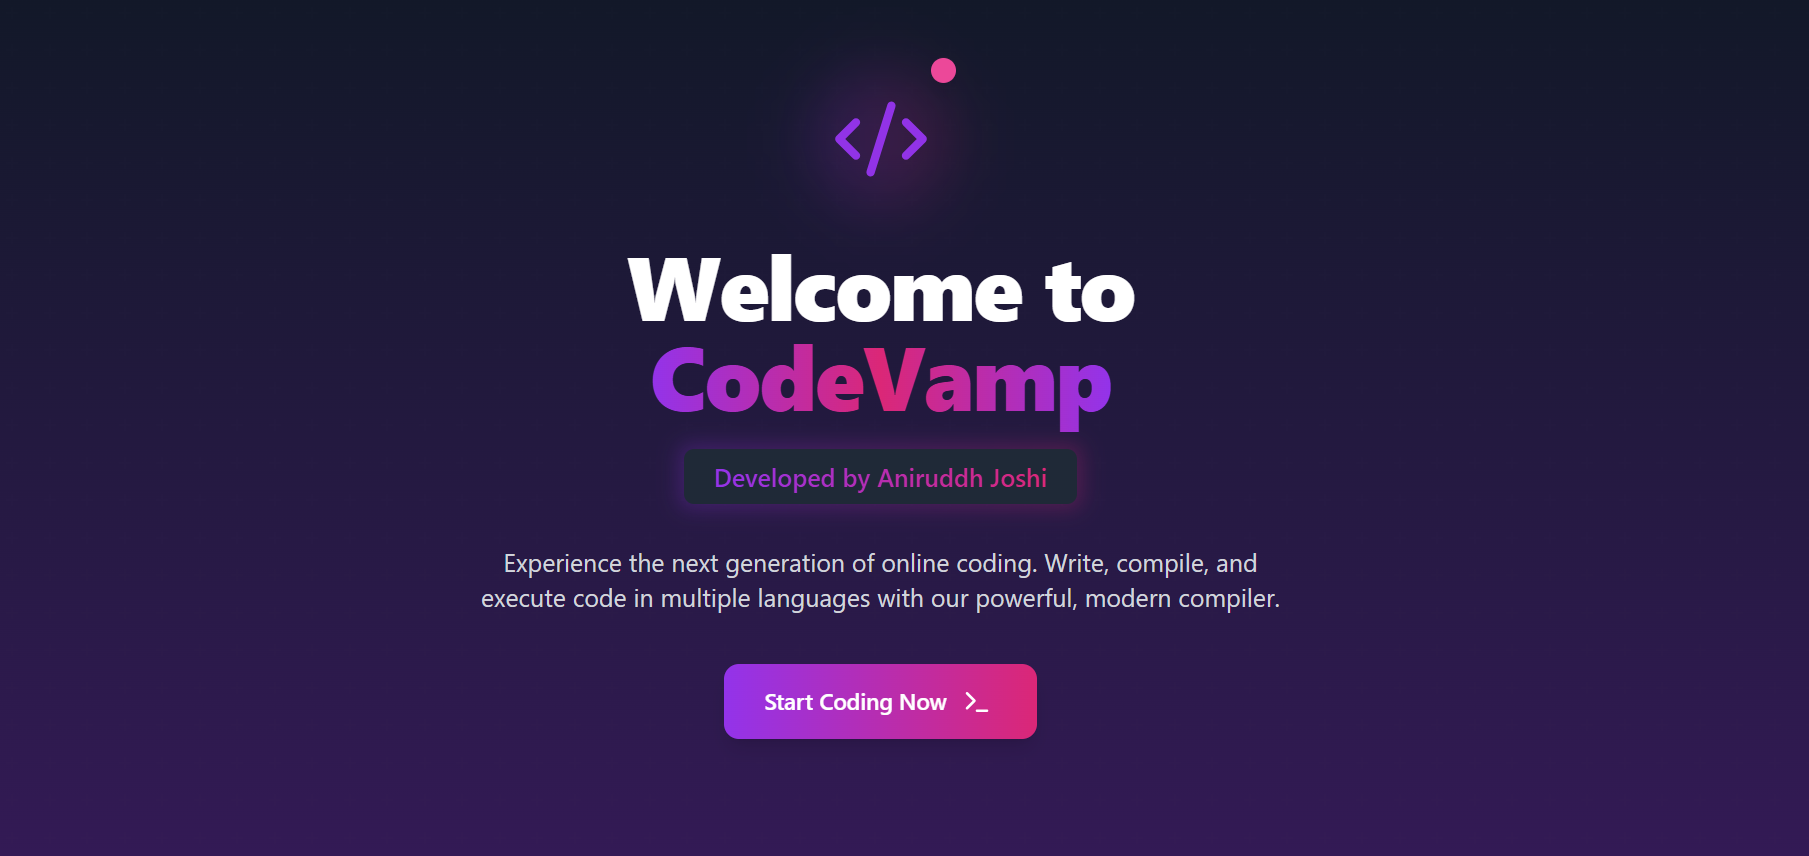 Welcome to
CodeVamp
Developed by Aniruddh Joshi
Experience the next generation of online coding. Write, compile, and
execute code in multiple languages with our powerful, modern compiler.
Start Coding Now